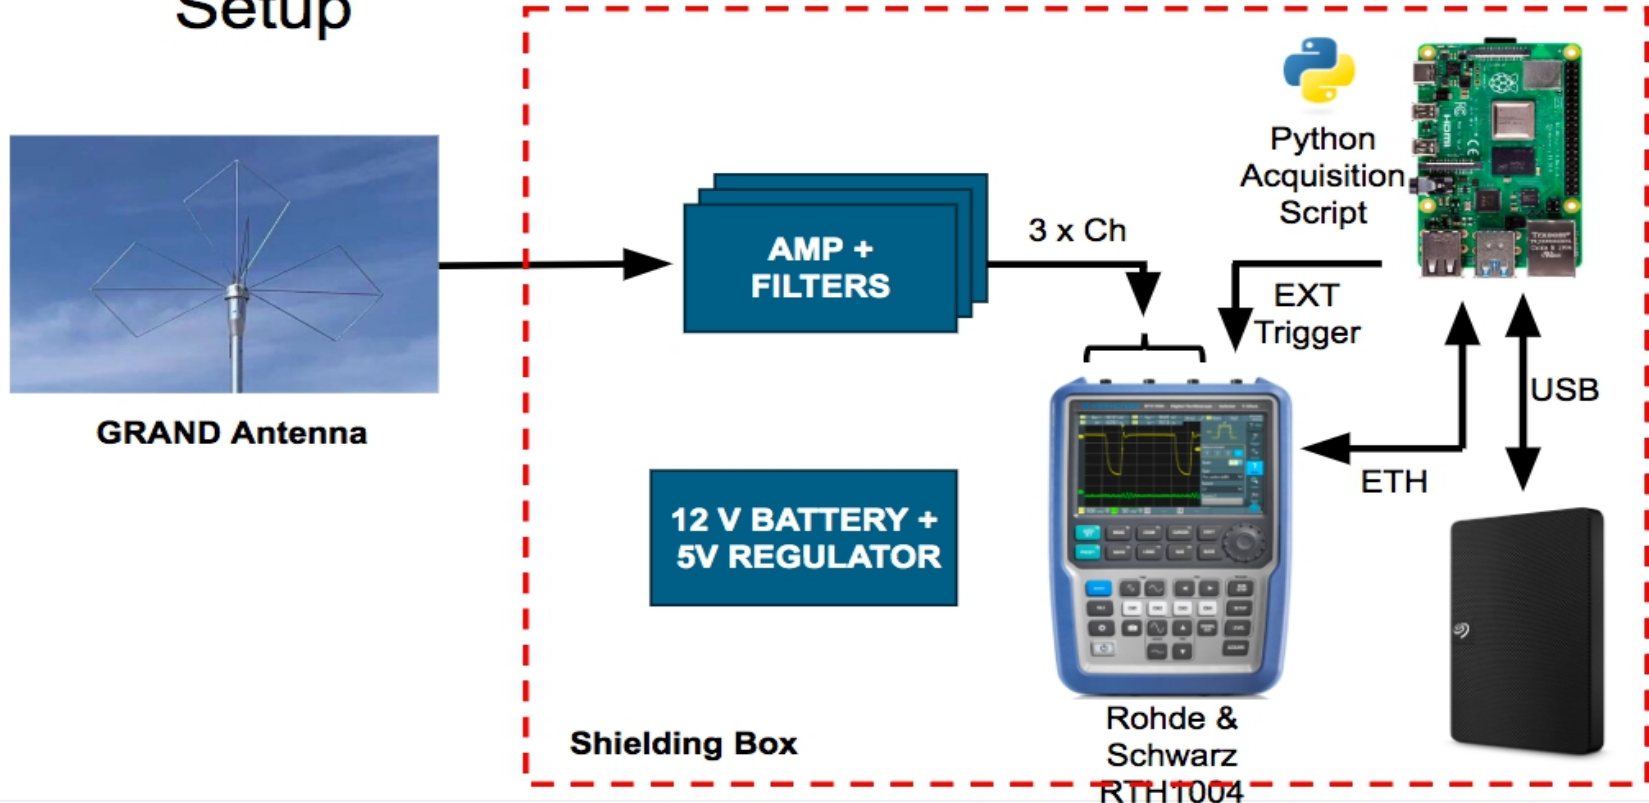 Setup
Python
Acquisition
Script
3 x Ch
AMP +
FILTERS
EXT
Trigger
USB
GRAND Antenna
ETH
12 V BATTERY +
5V REGULATOR
Rohde &
Schwarz
RTH1004
Shielding Box
HDMI